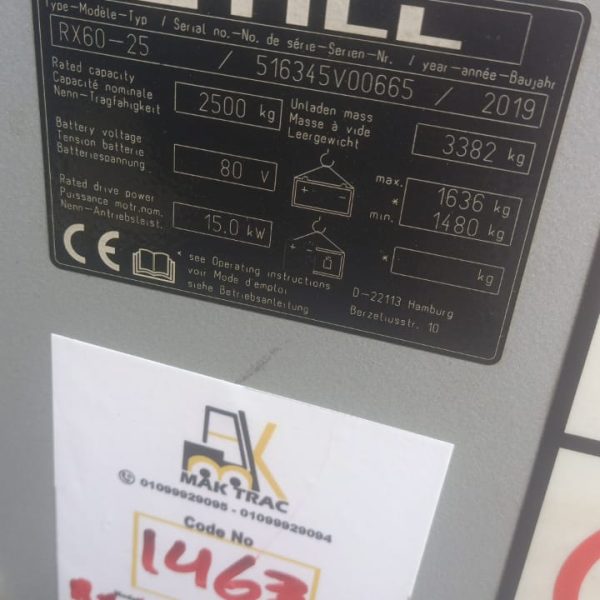 STILL
Type-Modèle-Typ / Serial no.-No. de série-Serien-Nr. / year-année-Baujahr
RX60-25 / 516345V00665 / 2019
Rated capacity
Capacité nominale
Nenn-Tragfähigkeit
2500 kg
Unladen mass
Masse à vide
Leergewicht
3382 kg
Battery voltage
Tension batterie
Batteriespannung
80 V
max. 1636 kg
*
min. 1480 kg
Rated drive power
Puissance motr.nom.
Nenn-Antriebsleist.
15.0 kW
* kg
CE
* see Operating instructions
voir Mode d'emploi
siehe Betriebsanleitung
D-22113 Hamburg
Berzeliusstr. 10
MAK TRAC
01099929095 - 01099929094
Code No
1463